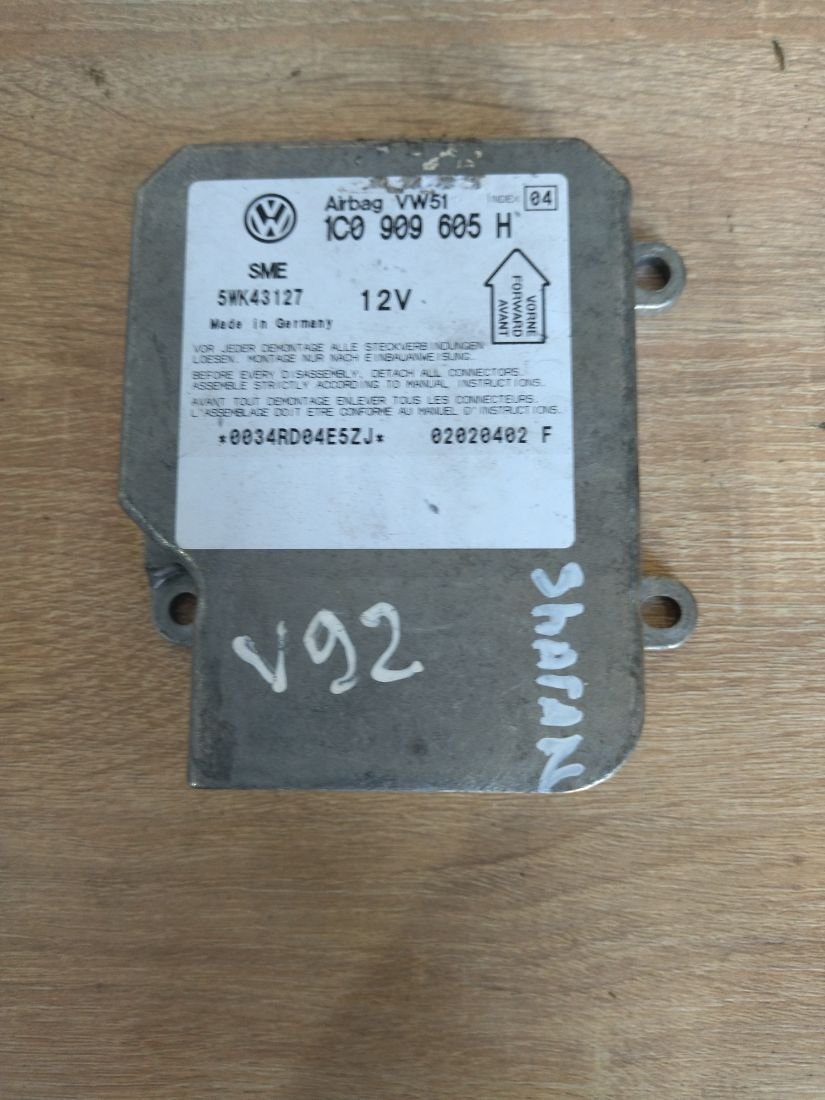 Airbag VW51 INDEX 04
1C0 909 605 H
SME
5WK43127 12V
Made in Germany
VORNE
FORWARD
AVANT
VOR JEDER DEMONTAGE ALLE STECKVERBINDUNGEN
LOESEN. MONTAGE NUR NACH EINBAUANWEISUNG.
BEFORE EVERY DISASSEMBLY, DETACH ALL CONNECTORS.
ASSEMBLE STRICTLY ACCORDING TO MANUAL INSTRUCTIONS.
AVANT TOUT DEMONTAGE ENLEVER TOUS LES CONNECTEURS.
L'ASSEMBLAGE DOIT ETRE CONFORME AU MANUEL D'INSTRUCTIONS.
*0034RD04E5ZJ* 02020402 F
V92
SharaN